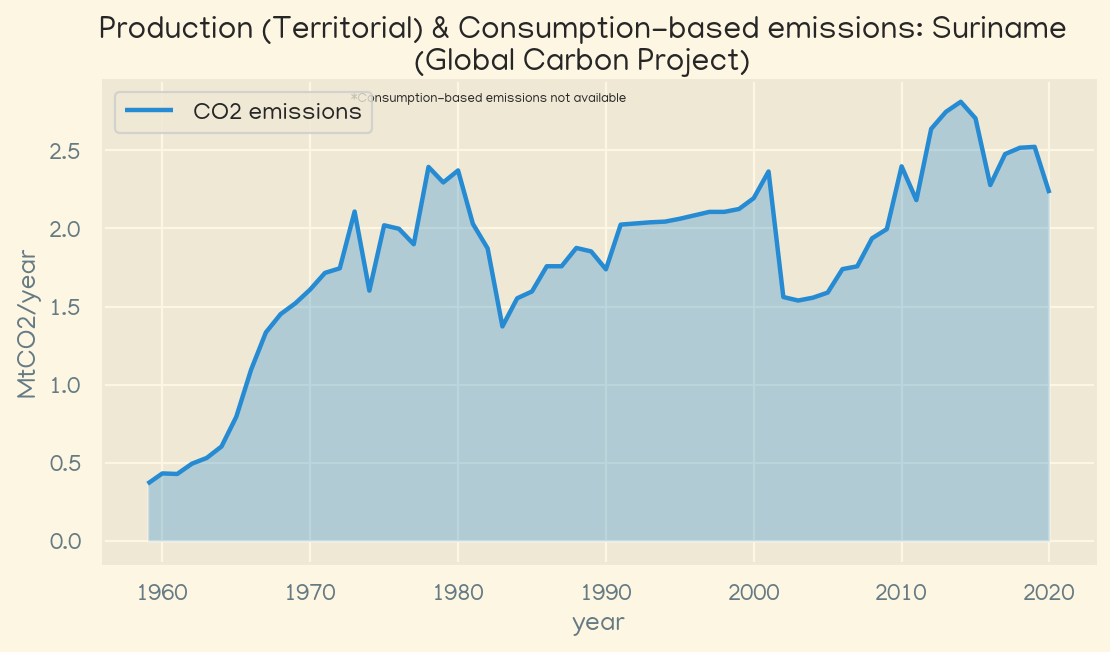 Production (Territorial) & Consumption-based emissions: Suriname
(Global Carbon Project)
CO2 emissions
*Consumption-based emissions not available
2.5
2.0
1.5
1.0
0.5
0.0
MtCO2/year
1960 1970 1980 1990 2000 2010 2020
year